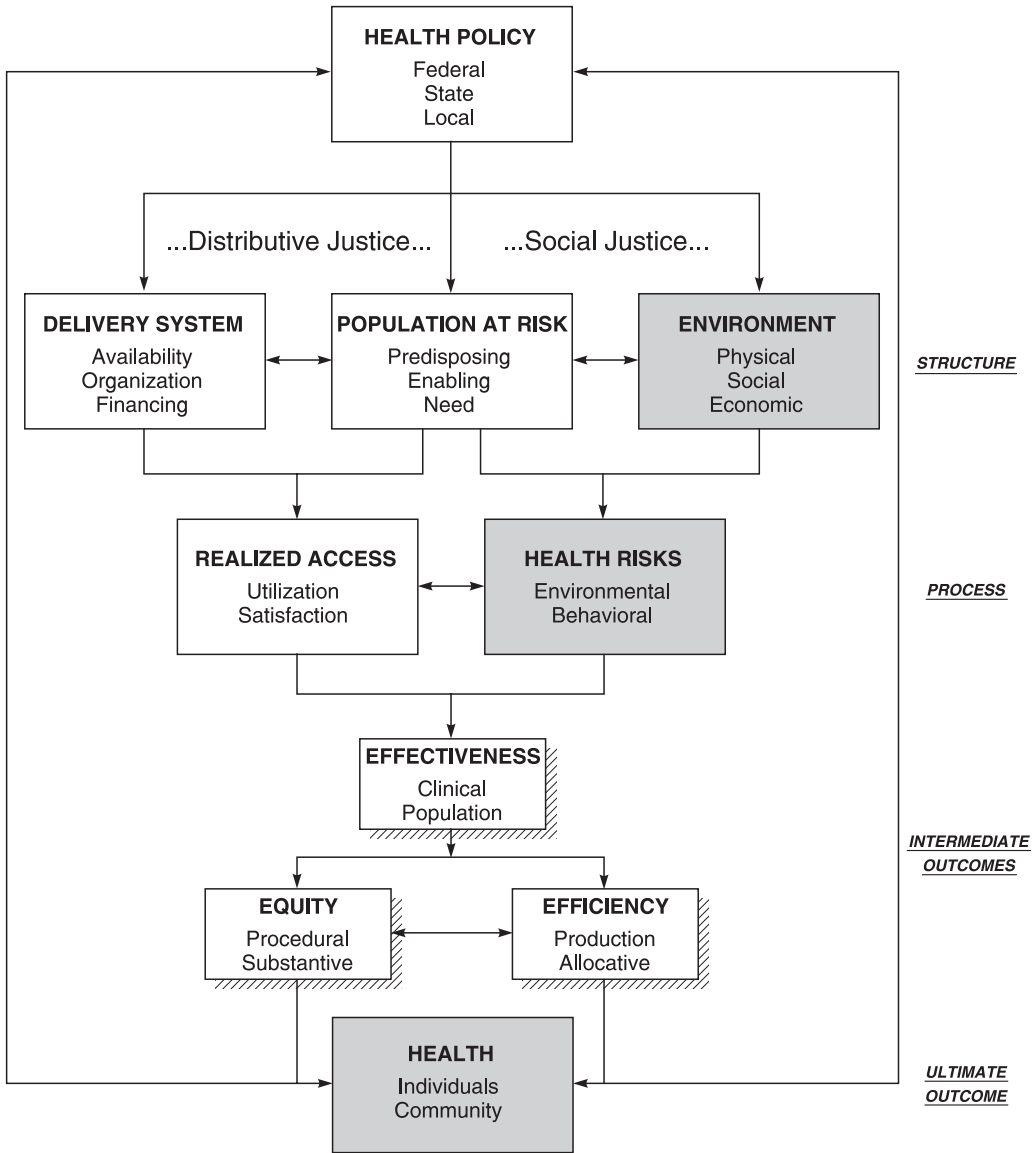 HEALTH POLICY
Federal
State
Local
...Distributive Justice...
...Social Justice...
DELIVERY SYSTEM
Availability
Organization
Financing
POPULATION AT RISK
Predisposing
Enabling
Need
ENVIRONMENT
Physical
Social
Economic
STRUCTURE
REALIZED ACCESS
Utilization
Satisfaction
HEALTH RISKS
Environmental
Behavioral
PROCESS
EFFECTIVENESS
Clinical
Population
INTERMEDIATE
OUTCOMES
EQUITY
Procedural
Substantive
EFFICIENCY
Production
Allocative
HEALTH
Individuals
Community
ULTIMATE
OUTCOME